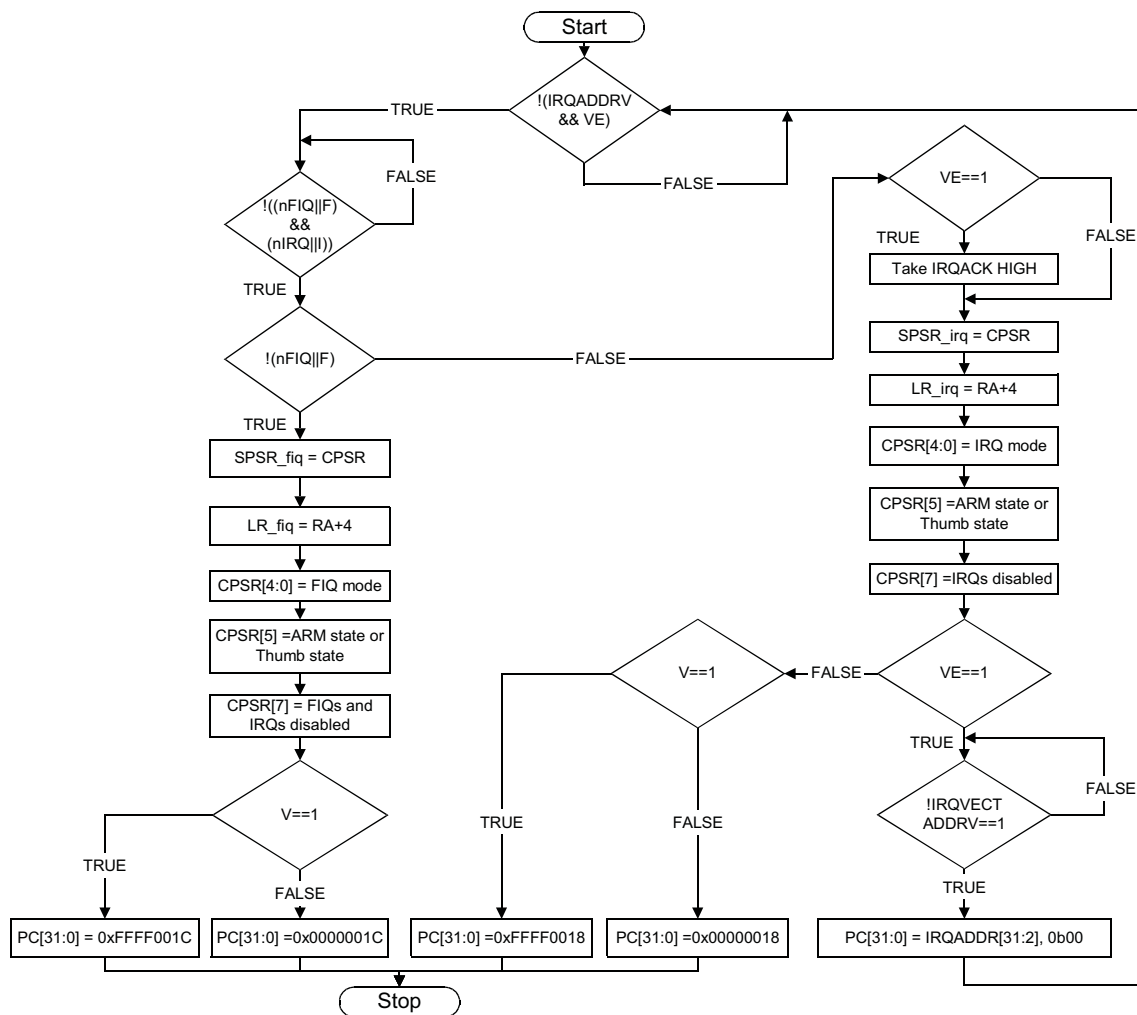 Start
!(IRQADDRV
&& VE)
TRUE
FALSE
FALSE
!((nFIQ||F)
&&
(nIRQ||I))
TRUE
VE==1
TRUE
FALSE
Take IRQACK HIGH
!(nFIQ||F)
FALSE
TRUE
SPSR_irq = CPSR
LR_irq = RA+4
CPSR[4:0] = IRQ mode
CPSR[5] =ARM state or
Thumb state
CPSR[7] =IRQs disabled
SPSR_fiq = CPSR
LR_fiq = RA+4
CPSR[4:0] = FIQ mode
CPSR[5] =ARM state or
Thumb state
CPSR[7] = FIQs and
IRQs disabled
V==1
FALSE
VE==1
TRUE
FALSE
!IRQVECT
ADDRV==1
TRUE
V==1
TRUE
FALSE
TRUE
FALSE
PC[31:0] = 0xFFFF001C
PC[31:0] =0x0000001C
PC[31:0] =0xFFFF0018
PC[31:0] =0x00000018
PC[31:0] = IRQADDR[31:2], 0b00
Stop